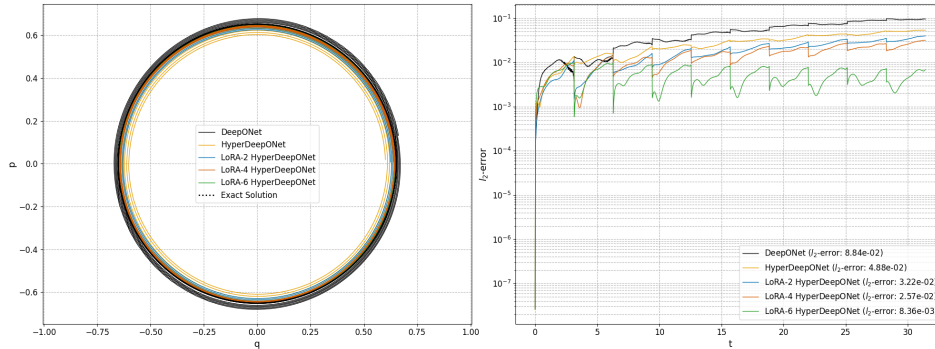 0.6
0.4
0.2
0.0
−0.2
−0.4
−0.6
p
−1.00
−0.75
−0.50
−0.25
0.00
0.25
0.50
0.75
1.00
q
DeepONet
HyperDeepONet
LoRA-2 HyperDeepONet
LoRA-4 HyperDeepONet
LoRA-6 HyperDeepONet
Exact Solution
10⁻¹
10⁻²
10⁻³
10⁻⁴
10⁻⁵
10⁻⁶
10⁻⁷
l₂-error
0
5
10
15
20
25
30
t
DeepONet (l₂-error: 8.84e-02)
HyperDeepONet (l₂-error: 4.88e-02)
LoRA-2 HyperDeepONet (l₂-error: 3.22e-02)
LoRA-4 HyperDeepONet (l₂-error: 2.57e-02)
LoRA-6 HyperDeepONet (l₂-error: 8.36e-03)